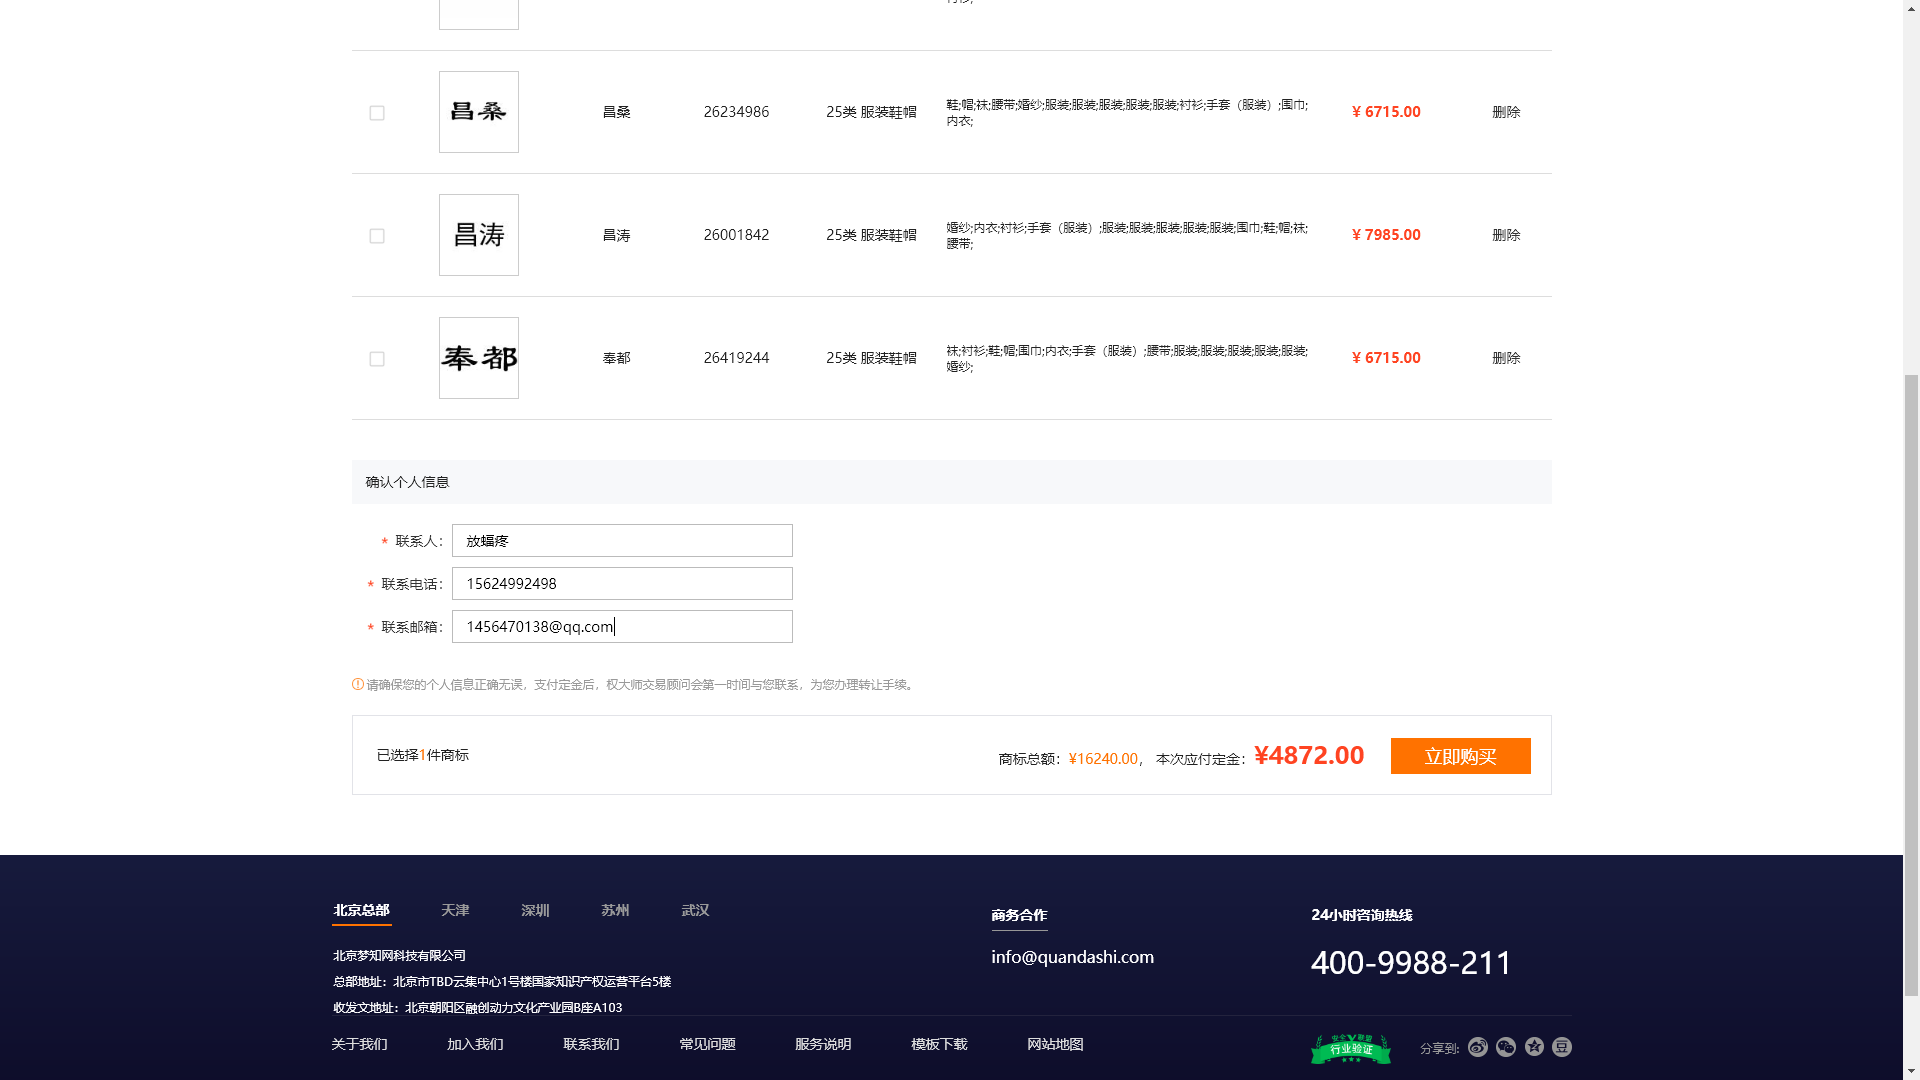 昌桑
昌桑
26234986
25类 服装鞋帽
鞋;帽;袜;腰带;婚纱;服装;服装;服装;服装;服装;衬衫;手套（服装）;围巾;
内衣;
¥ 6715.00
删除
昌涛
昌涛
26001842
25类 服装鞋帽
婚纱;内衣;衬衫;手套（服装）;服装;服装;服装;服装;服装;围巾;鞋;帽;袜;
腰带;
¥ 7985.00
删除
奉都
奉都
26419244
25类 服装鞋帽
袜;衬衫;鞋;帽;围巾;内衣;手套（服装）;腰带;服装;服装;服装;服装;服装;
婚纱;
¥ 6715.00
删除
确认个人信息
* 联系人： 放蝠疼
* 联系电话： 15624992498
* 联系邮箱： 1456470138@qq.com
请确保您的个人信息正确无误，支付定金后，权大师交易顾问会第一时间与您联系，为您办理转让手续。
已选择1件商标
商标总额：¥16240.00， 本次应付定金：¥4872.00
立即购买
北京总部 天津 深圳 苏州 武汉
北京梦知网科技有限公司
总部地址：北京市TBD云集中心1号楼国家知识产权运营平台5楼
收发文地址：北京朝阳区融创动力文化产业园B座A103
商务合作
info@quandashi.com
24小时咨询热线
400-9988-211
关于我们 加入我们 联系我们 常见问题 服务说明 模板下载 网站地图
安全联盟
行业验证
分享到:
豆